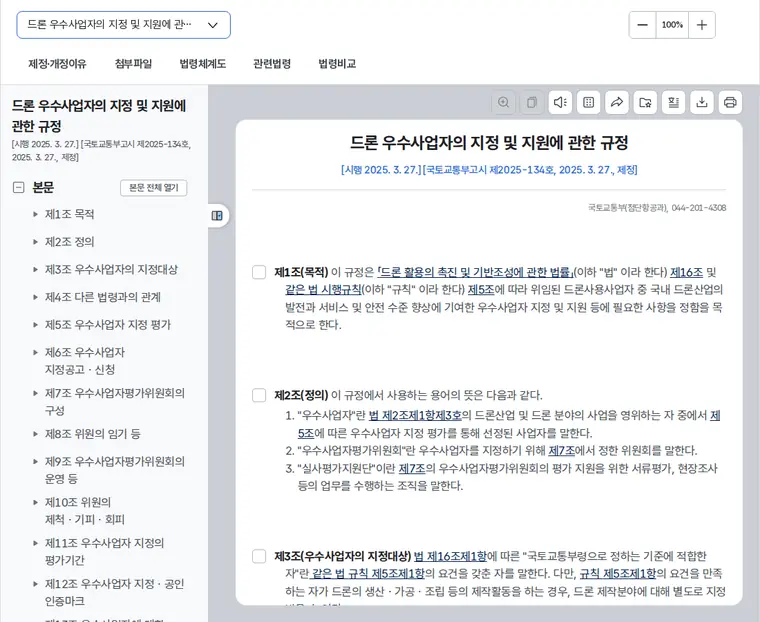 드론 우수사업자의 지정 및 지원에 관…
100%
제정·개정이유 첨부파일 법령체계도 관련법령 법령비교
드론 우수사업자의 지정 및 지원에
관한 규정
[시행 2025. 3. 27.] [국토교통부고시 제2025-134호,
2025. 3. 27., 제정]
본문 본문 전체 열기
제1조 목적
제2조 정의
제3조 우수사업자의 지정대상
제4조 다른 법령과의 관계
제5조 우수사업자 지정 평가
제6조 우수사업자
지정공고ㆍ신청
제7조 우수사업자평가위원회의
구성
제8조 위원의 임기 등
제9조 우수사업자평가위원회의
운영 등
제10조 위원의
제척ㆍ기피ㆍ회피
제11조 우수사업자 지정의
평가기간
제12조 우수사업자 지정ㆍ공인
인증마크
드론 우수사업자의 지정 및 지원에 관한 규정
[시행 2025. 3. 27.] [국토교통부고시 제2025-134호, 2025. 3. 27., 제정]
국토교통부(첨단항공과), 044-201-4308
제1조(목적) 이 규정은 「드론 활용의 촉진 및 기반조성에 관한 법률」(이하 "법" 이라 한다) 제16조 및
같은 법 시행규칙(이하 "규칙" 이라 한다) 제5조에 따라 위임된 드론사용사업자 중 국내 드론산업의
발전과 서비스 및 안전 수준 향상에 기여한 우수사업자 지정 및 지원 등에 필요한 사항을 정함을 목
적으로 한다.
제2조(정의) 이 규정에서 사용하는 용어의 뜻은 다음과 같다.
1. "우수사업자"란 법 제2조제1항제3호의 드론산업 및 드론 분야의 사업을 영위하는 자 중에서 제
5조에 따른 우수사업자 지정 평가를 통해 선정된 사업자를 말한다.
2. "우수사업자평가위원회"란 우수사업자를 지정하기 위해 제7조에서 정한 위원회를 말한다.
3. "실사평가지원단"이란 제7조의 우수사업자평가위원회의 평가 지원을 위한 서류평가, 현장조사
등의 업무를 수행하는 조직을 말한다.
제3조(우수사업자의 지정대상) 법 제16조제1항에 따른 "국토교통부령으로 정하는 기준에 적합한
자"란 같은 법 규칙 제5조제1항의 요건을 갖춘 자를 말한다. 다만, 규칙 제5조제1항의 요건을 만족
하는 자가 드론의 생산ㆍ가공ㆍ조립 등의 제작활동을 하는 경우, 드론 제작분야에 대해 별도로 지정